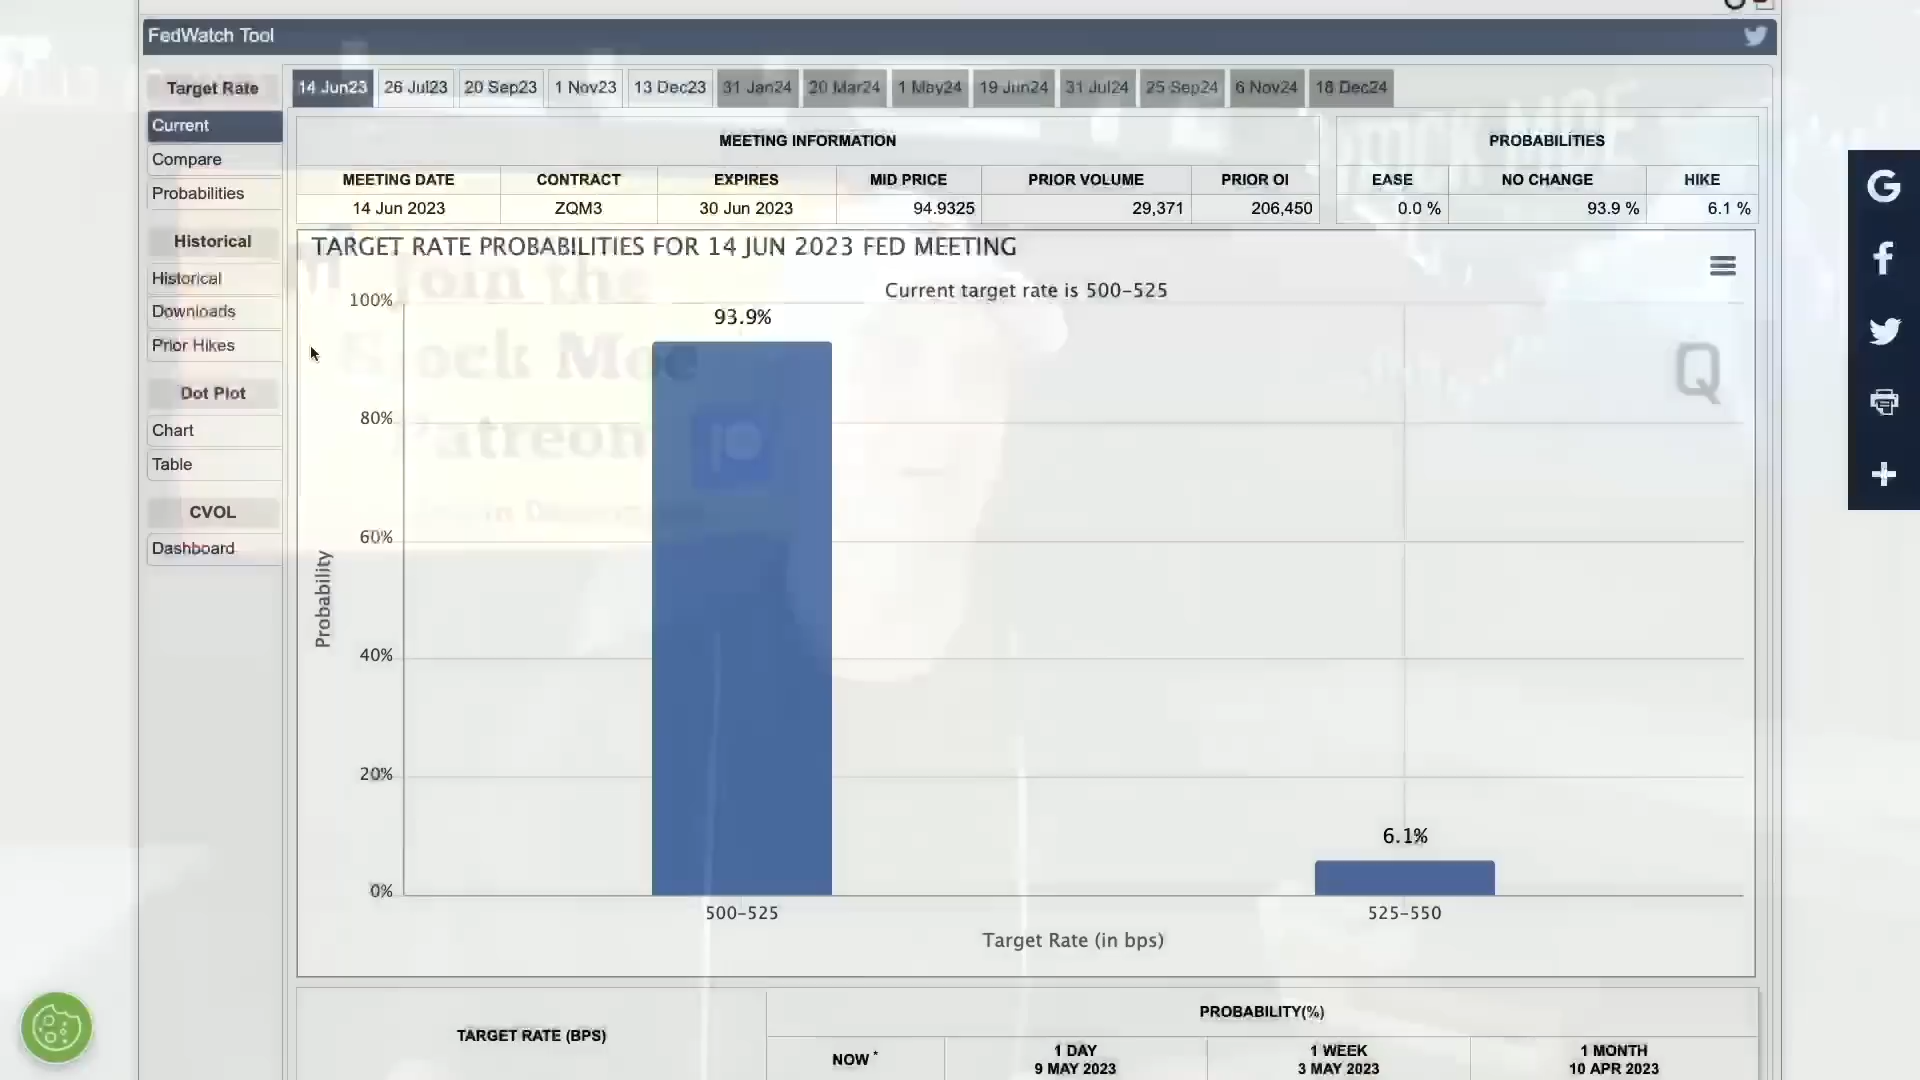 FedWatch Tool
Target Rate
14 Jun23 26 Jul23 20 Sep23 1 Nov23 13 Dec23 31 Jan24 20 Mar24 1 May24 19 Jun24 31 Jul24 25 Sep24 6 Nov24 18 Dec24
Current
Compare
Probabilities
Historical
Historical
Downloads
Prior Hikes
Dot Plot
Chart
Table
CVOL
Dashboard
MEETING INFORMATION
MEETING DATE CONTRACT EXPIRES MID PRICE PRIOR VOLUME PRIOR OI
14 Jun 2023 ZQM3 30 Jun 2023 94.9325 29,371 206,450
PROBABILITIES
EASE NO CHANGE HIKE
0.0 % 93.9 % 6.1 %
TARGET RATE PROBABILITIES FOR 14 JUN 2023 FED MEETING
Current target rate is 500-525
100%
80%
60%
40%
20%
0%
Probability
93.9%
6.1%
500-525 525-550
Target Rate (in bps)
Q
Join the
Stock Moe
Patreon
TARGET RATE (BPS)
PROBABILITY(%)
NOW *
1 DAY
9 MAY 2023
1 WEEK
3 MAY 2023
1 MONTH
10 APR 2023